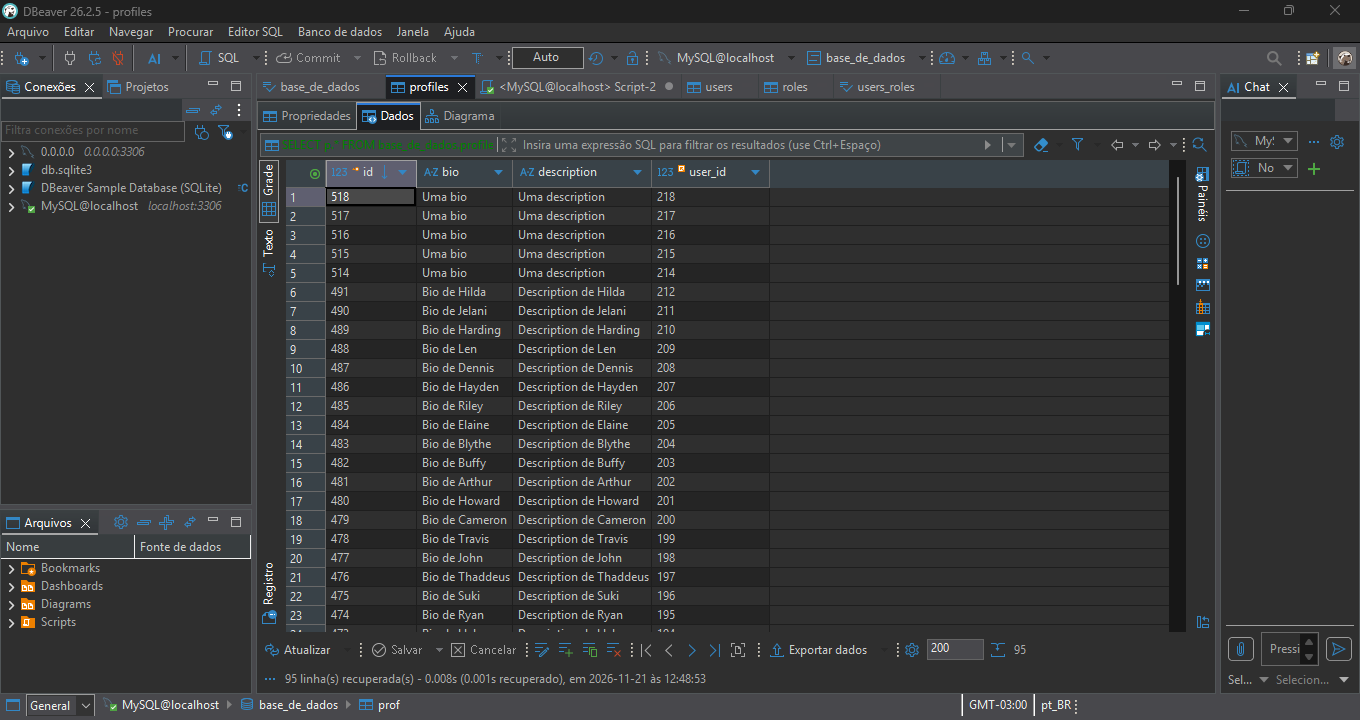 DBeaver 26.2.5 - profiles
Arquivo Editar Navegar Procurar Editor SQL Banco de dados Janela Ajuda
AI SQL Commit Rollback T Auto MySQL@localhost base_de_dados
Conexões Projetos
base_de_dados profiles <MySQL@localhost> Script-2 users roles users_roles
AI Chat
Propriedades Dados Diagrama
Filtra conexões por nome
0.0.0.0 0.0.0.0:3306
db.sqlite3
DBeaver Sample Database (SQLite)
MySQL@localhost localhost:3306
SELECT p.* FROM base_de_dados.profile Insira uma expressão SQL para filtrar os resultados (use Ctrl+Espaço)
My:
No
Grade
Texto
Registro
Painéis
123 id A-Z bio A-Z description 123 user_id
1 518 Uma bio Uma description 218
2 517 Uma bio Uma description 217
3 516 Uma bio Uma description 216
4 515 Uma bio Uma description 215
5 514 Uma bio Uma description 214
6 491 Bio de Hilda Description de Hilda 212
7 490 Bio de Jelani Description de Jelani 211
8 489 Bio de Harding Description de Harding 210
9 488 Bio de Len Description de Len 209
10 487 Bio de Dennis Description de Dennis 208
11 486 Bio de Hayden Description de Hayden 207
12 485 Bio de Riley Description de Riley 206
13 484 Bio de Elaine Description de Elaine 205
14 483 Bio de Blythe Description de Blythe 204
15 482 Bio de Buffy Description de Buffy 203
16 481 Bio de Arthur Description de Arthur 202
17 480 Bio de Howard Description de Howard 201
18 479 Bio de Cameron Description de Cameron 200
19 478 Bio de Travis Description de Travis 199
20 477 Bio de John Description de John 198
21 476 Bio de Thaddeus Description de Thaddeus 197
22 475 Bio de Suki Description de Suki 196
23 474 Bio de Ryan Description de Ryan 195
Arquivos
Nome Fonte de dados
Bookmarks
Dashboards
Diagrams
Scripts
Atualizar Salvar Cancelar Exportar dados 200 95
95 linha(s) recuperada(s) - 0.008s (0.001s recuperado), em 2026-11-21 às 12:48:53
Pressi
Sel... Selecion...
General MySQL@localhost base_de_dados prof
GMT-03:00 pt_BR